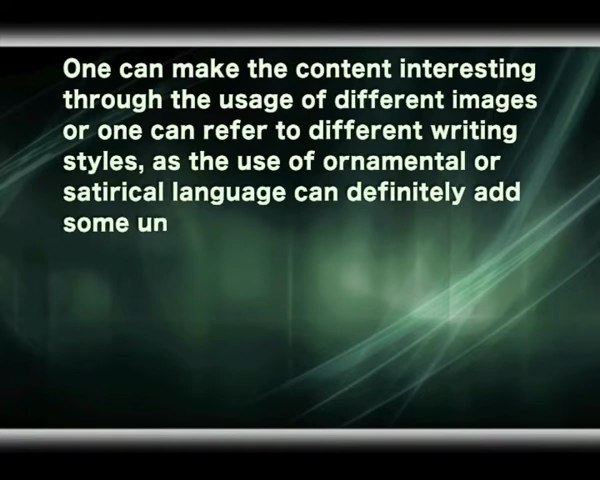 One can make the content interesting
through the usage of different images
or one can refer to different writing
styles, as the use of ornamental or
satirical language can definitely add
some un